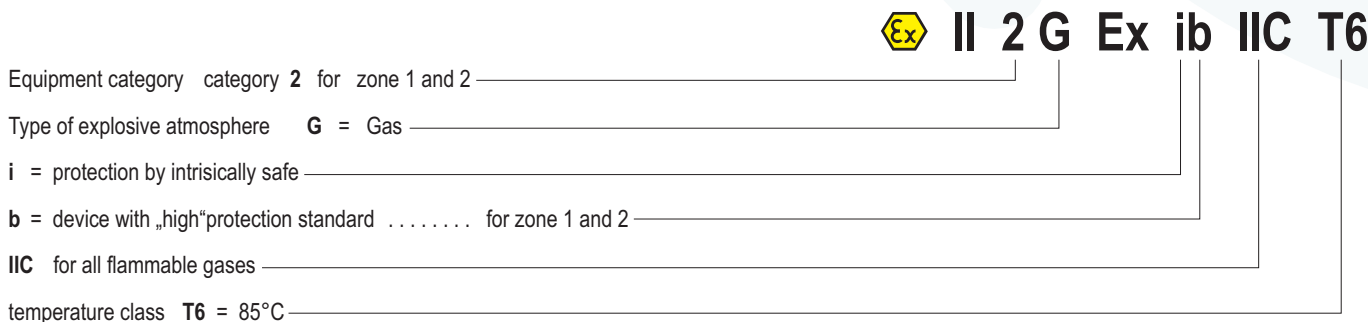 Ex II 2 G Ex ib IIC T6
Equipment category category 2 for zone 1 and 2
Type of explosive atmosphere G = Gas
i = protection by intrisically safe
b = device with „high“protection standard . . . . . . . . for zone 1 and 2
IIC for all flammable gases
temperature class T6 = 85°C